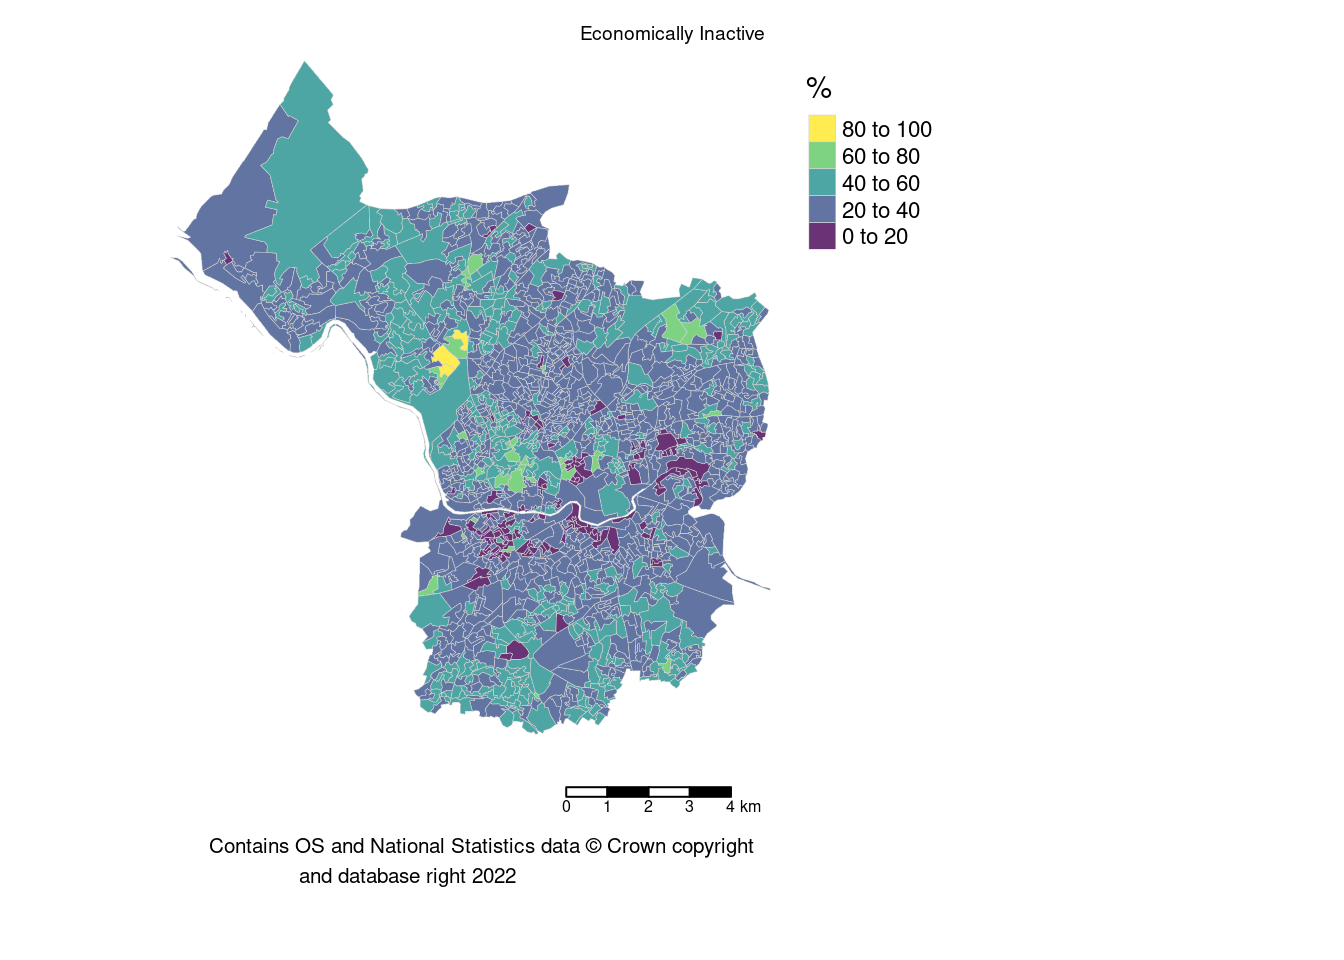 Economically Inactive
%
80 to 100
60 to 80
40 to 60
20 to 40
0 to 20
0 1 2 3 4 km
Contains OS and National Statistics data © Crown copyright
and database right 2022